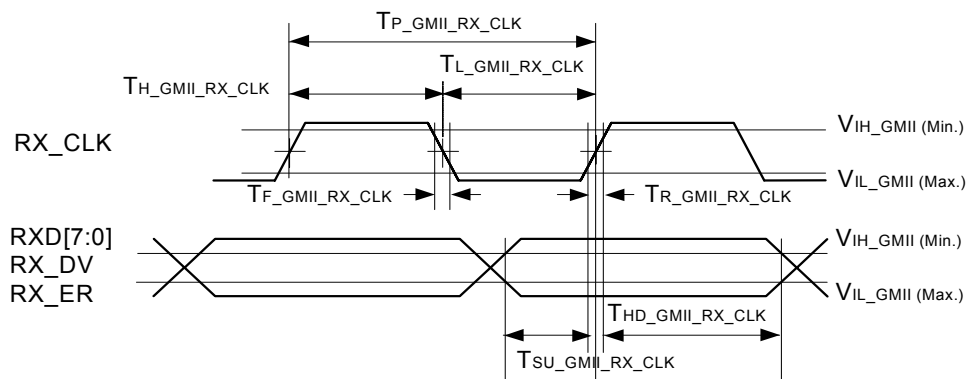 TP_GMII_RX_CLK
TL_GMII_RX_CLK
TH_GMII_RX_CLK
RX_CLK
VIH_GMII (Min.)
VIL_GMII (Max.)
TF_GMII_RX_CLK
TR_GMII_RX_CLK
RXD[7:0]
RX_DV
RX_ER
VIH_GMII (Min.)
VIL_GMII (Max.)
THD_GMII_RX_CLK
TSU_GMII_RX_CLK